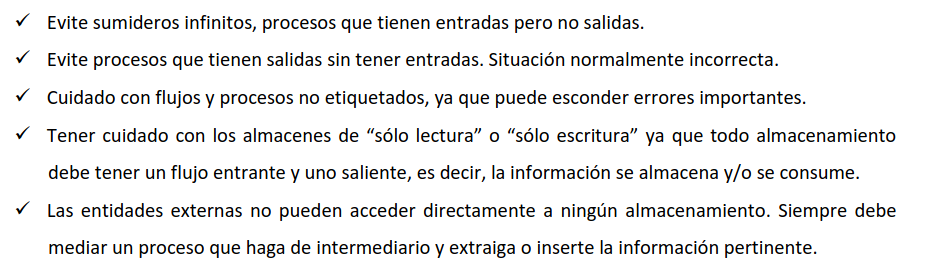 ✓ Evite sumideros infinitos, procesos que tienen entradas pero no salidas.
✓ Evite procesos que tienen salidas sin tener entradas. Situación normalmente incorrecta.
✓ Cuidado con flujos y procesos no etiquetados, ya que puede esconder errores importantes.
✓ Tener cuidado con los almacenes de “sólo lectura” o “sólo escritura” ya que todo almacenamiento
debe tener un flujo entrante y uno saliente, es decir, la información se almacena y/o se consume.
✓ Las entidades externas no pueden acceder directamente a ningún almacenamiento. Siempre debe
mediar un proceso que haga de intermediario y extraiga o inserte la información pertinente.